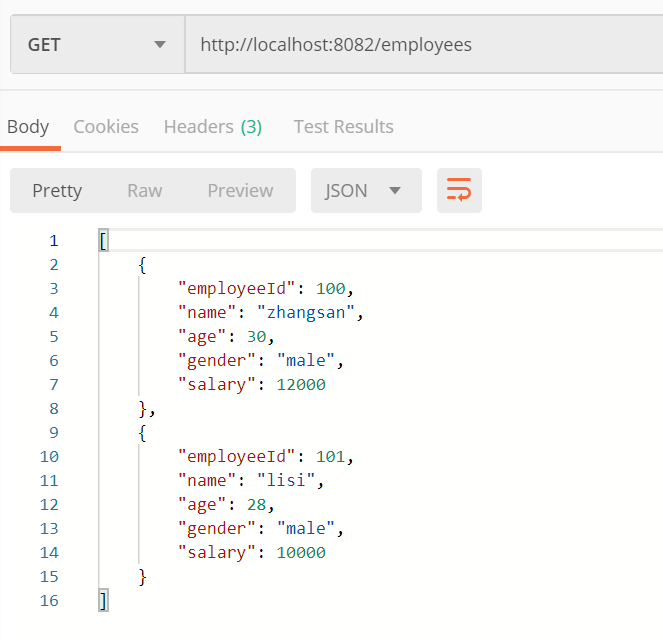 GET http://localhost:8082/employees
Body Cookies Headers (3) Test Results
Pretty Raw Preview JSON
1 [
2 {
3 "employeeId": 100,
4 "name": "zhangsan",
5 "age": 30,
6 "gender": "male",
7 "salary": 12000
8 },
9 {
10 "employeeId": 101,
11 "name": "lisi",
12 "age": 28,
13 "gender": "male",
14 "salary": 10000
15 }
16 ]